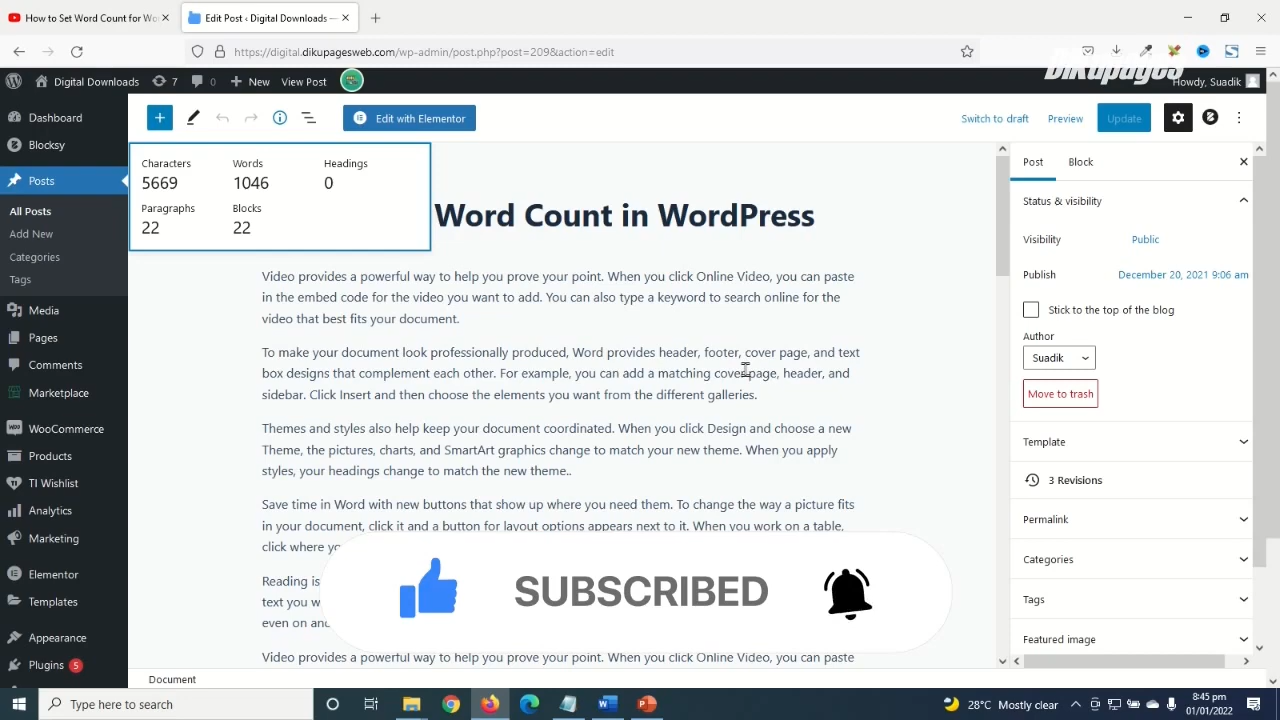 How to Set Word Count for Wo
Edit Post ‹ Digital Downloads —
https://digital.dikupagesweb.com/wp-admin/post.php?post=209&action=edit
Dikupages
Digital Downloads
7
0
New
View Post
Howdy, Suadik
Dashboard
Blocksy
Posts
All Posts
Add New
Categories
Tags
Media
Pages
Comments
Marketplace
WooCommerce
Products
TI Wishlist
Analytics
Marketing
Elementor
Templates
Appearance
Plugins 5
Edit with Elementor
Switch to draft
Preview
Update
Characters Words Headings
5669 1046 0
Paragraphs Blocks
22 22
Word Count in WordPress
Video provides a powerful way to help you prove your point. When you click Online Video, you can paste
in the embed code for the video you want to add. You can also type a keyword to search online for the
video that best fits your document.
To make your document look professionally produced, Word provides header, footer, cover page, and text
box designs that complement each other. For example, you can add a matching cover page, header, and
sidebar. Click Insert and then choose the elements you want from the different galleries.
Themes and styles also help keep your document coordinated. When you click Design and choose a new
Theme, the pictures, charts, and SmartArt graphics change to match your new theme. When you apply
styles, your headings change to match the new theme..
Save time in Word with new buttons that show up where you need them. To change the way a picture fits
in your document, click it and a button for layout options appears next to it. When you work on a table,
click where yo
Reading is
text you w
even on an
Video provides a powerful way to help you prove your point. When you click Online Video, you can paste
SUBSCRIBED
Document
Post
Block
Status & visibility
Visibility Public
Publish December 20, 2021 9:06 am
Stick to the top of the blog
Author
Suadik
Move to trash
Template
3 Revisions
Permalink
Categories
Tags
Featured image
Type here to search
28°C Mostly clear
8:45 pm
01/01/2022